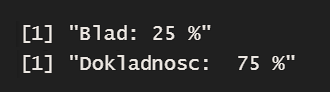 [1] "Blad: 25 %"
[1] "Dokladnosc:  75 %"